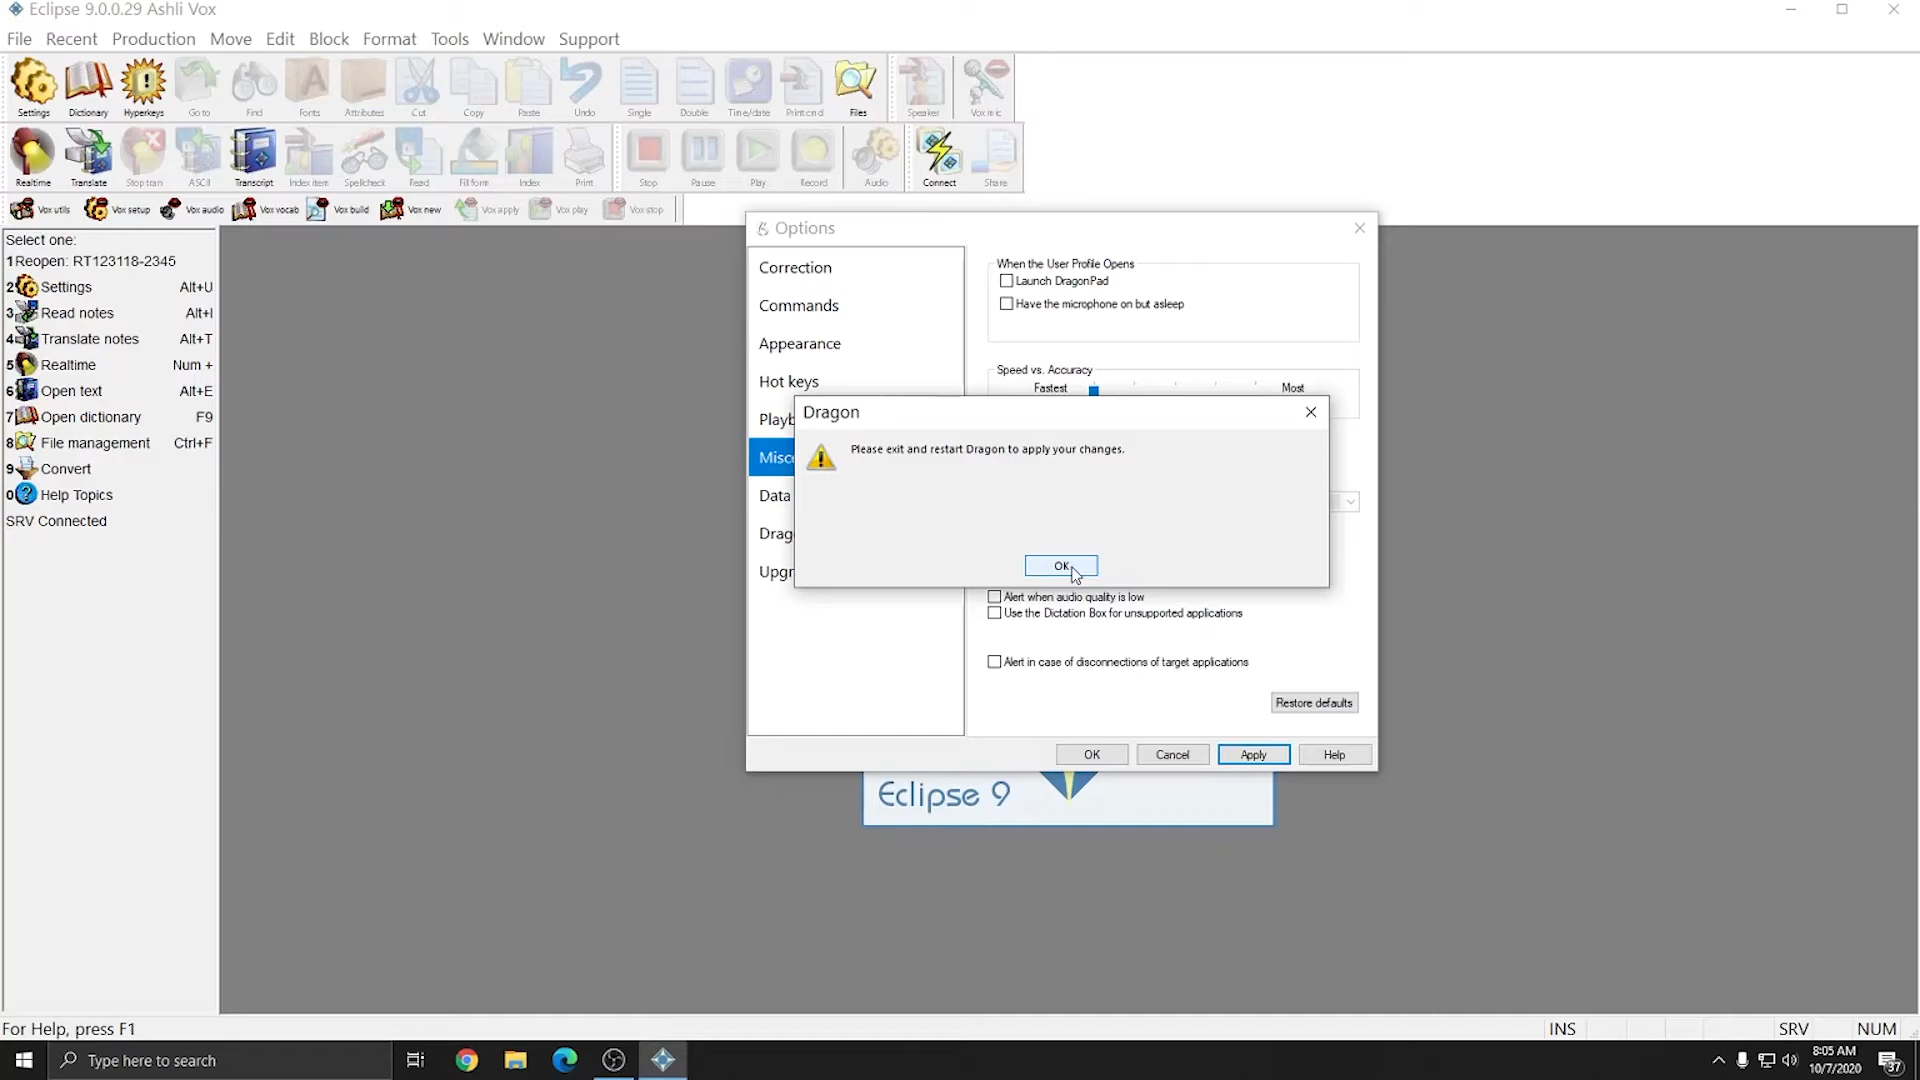 Eclipse 9.0.0.29 Ashli Vox
File Recent Production Move Edit Block Format Tools Window Support
Settings Dictionary Hyperkeys Go to Find Fonts Attributes Cut Copy Paste Undo Single Double Time/date Print cmd Files Speaker Vox mic
Realtime Translate Stop tran ASCII Transcript Index item Spellcheck Read Fill form Index Print Stop Pause Play Record Audio Connect Share
Vox utils Vox setup Vox audio Vox vocab Vox build Vox new Vox apply Vox play Vox stop
Select one:
1 Reopen: RT123118-2345
2 Settings Alt+U
3 Read notes Alt+I
4 Translate notes Alt+T
5 Realtime Num +
6 Open text Alt+E
7 Open dictionary F9
8 File management Ctrl+F
9 Convert
0 Help Topics
SRV Connected
Options
Correction
Commands
Appearance
Hot keys
Playb
Misce
Data
Drag
Upgr
When the User Profile Opens
Launch DragonPad
Have the microphone on but asleep
Speed vs. Accuracy
Fastest Most
Dragon
Please exit and restart Dragon to apply your changes.
OK
Alert when audio quality is low
Use the Dictation Box for unsupported applications
Alert in case of disconnections of target applications
Restore defaults
OK Cancel Apply Help
Eclipse 9
For Help, press F1
INS SRV NUM
Type here to search
8:05 AM
10/7/2020
37